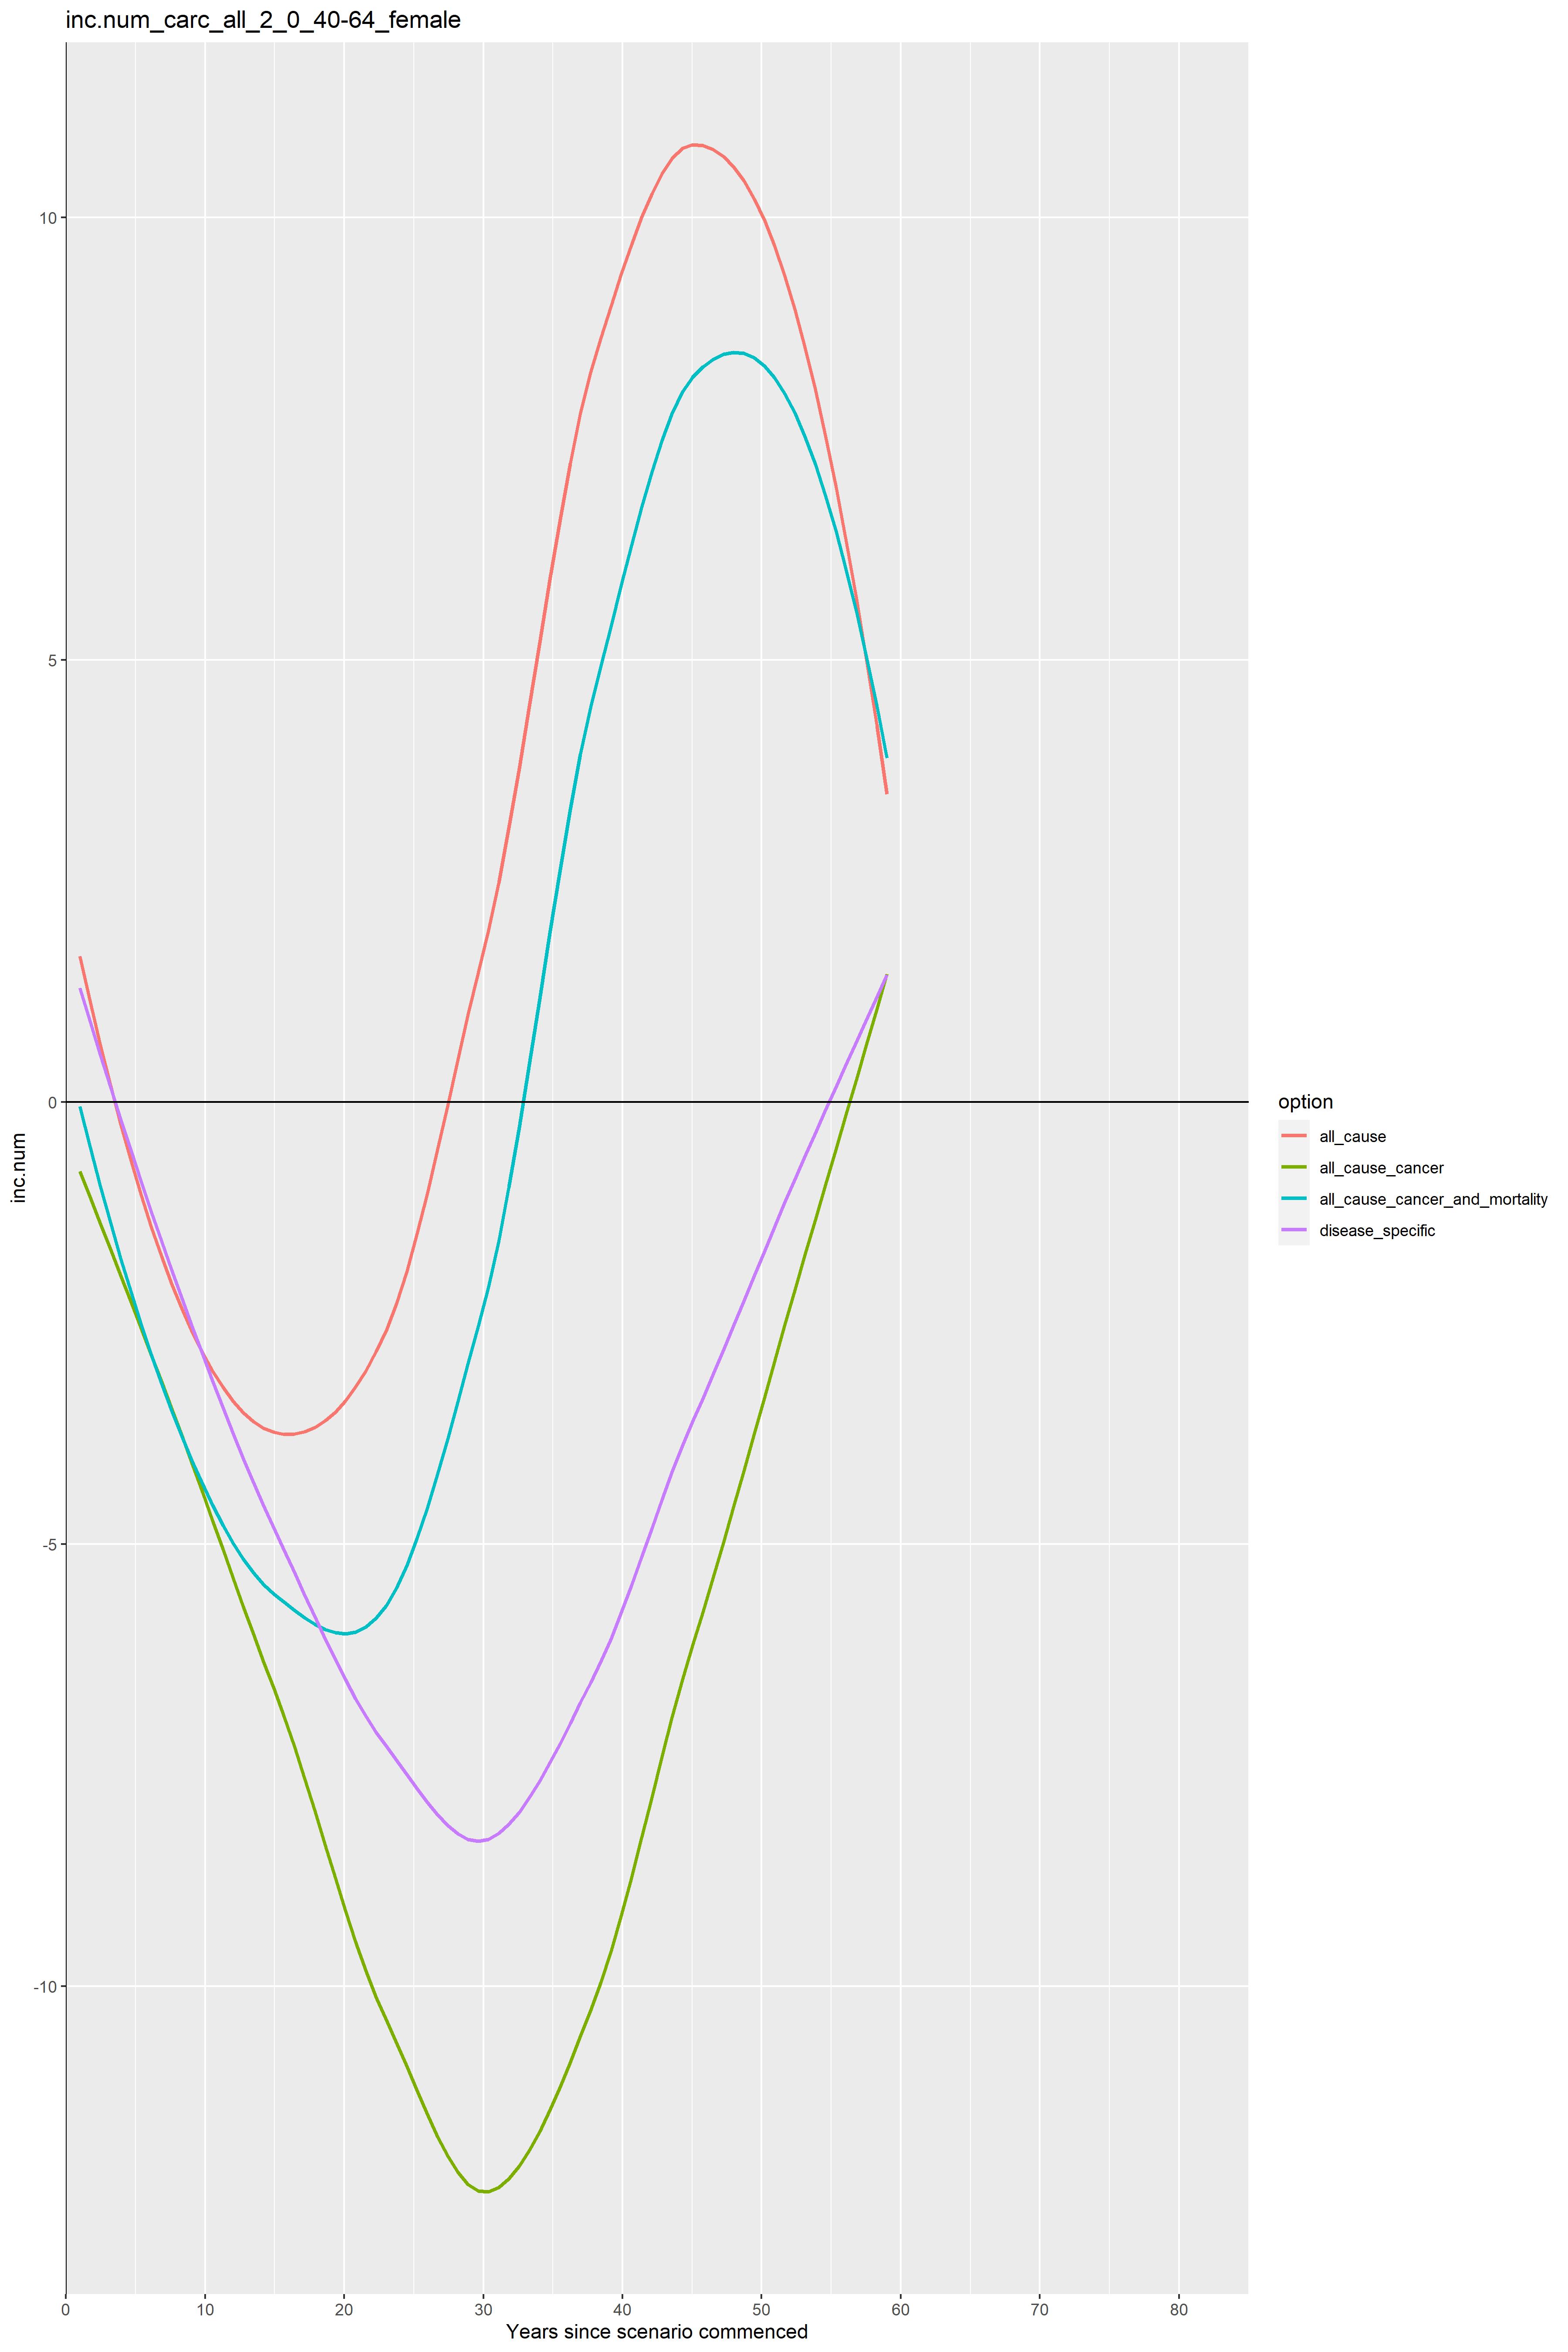 inc.num_carc_all_2_0_40-64_female
10
5
0
-5
-10
inc.num
0 10 20 30 40 50 60 70 80
Years since scenario commenced
option
all_cause
all_cause_cancer
all_cause_cancer_and_mortality
disease_specific